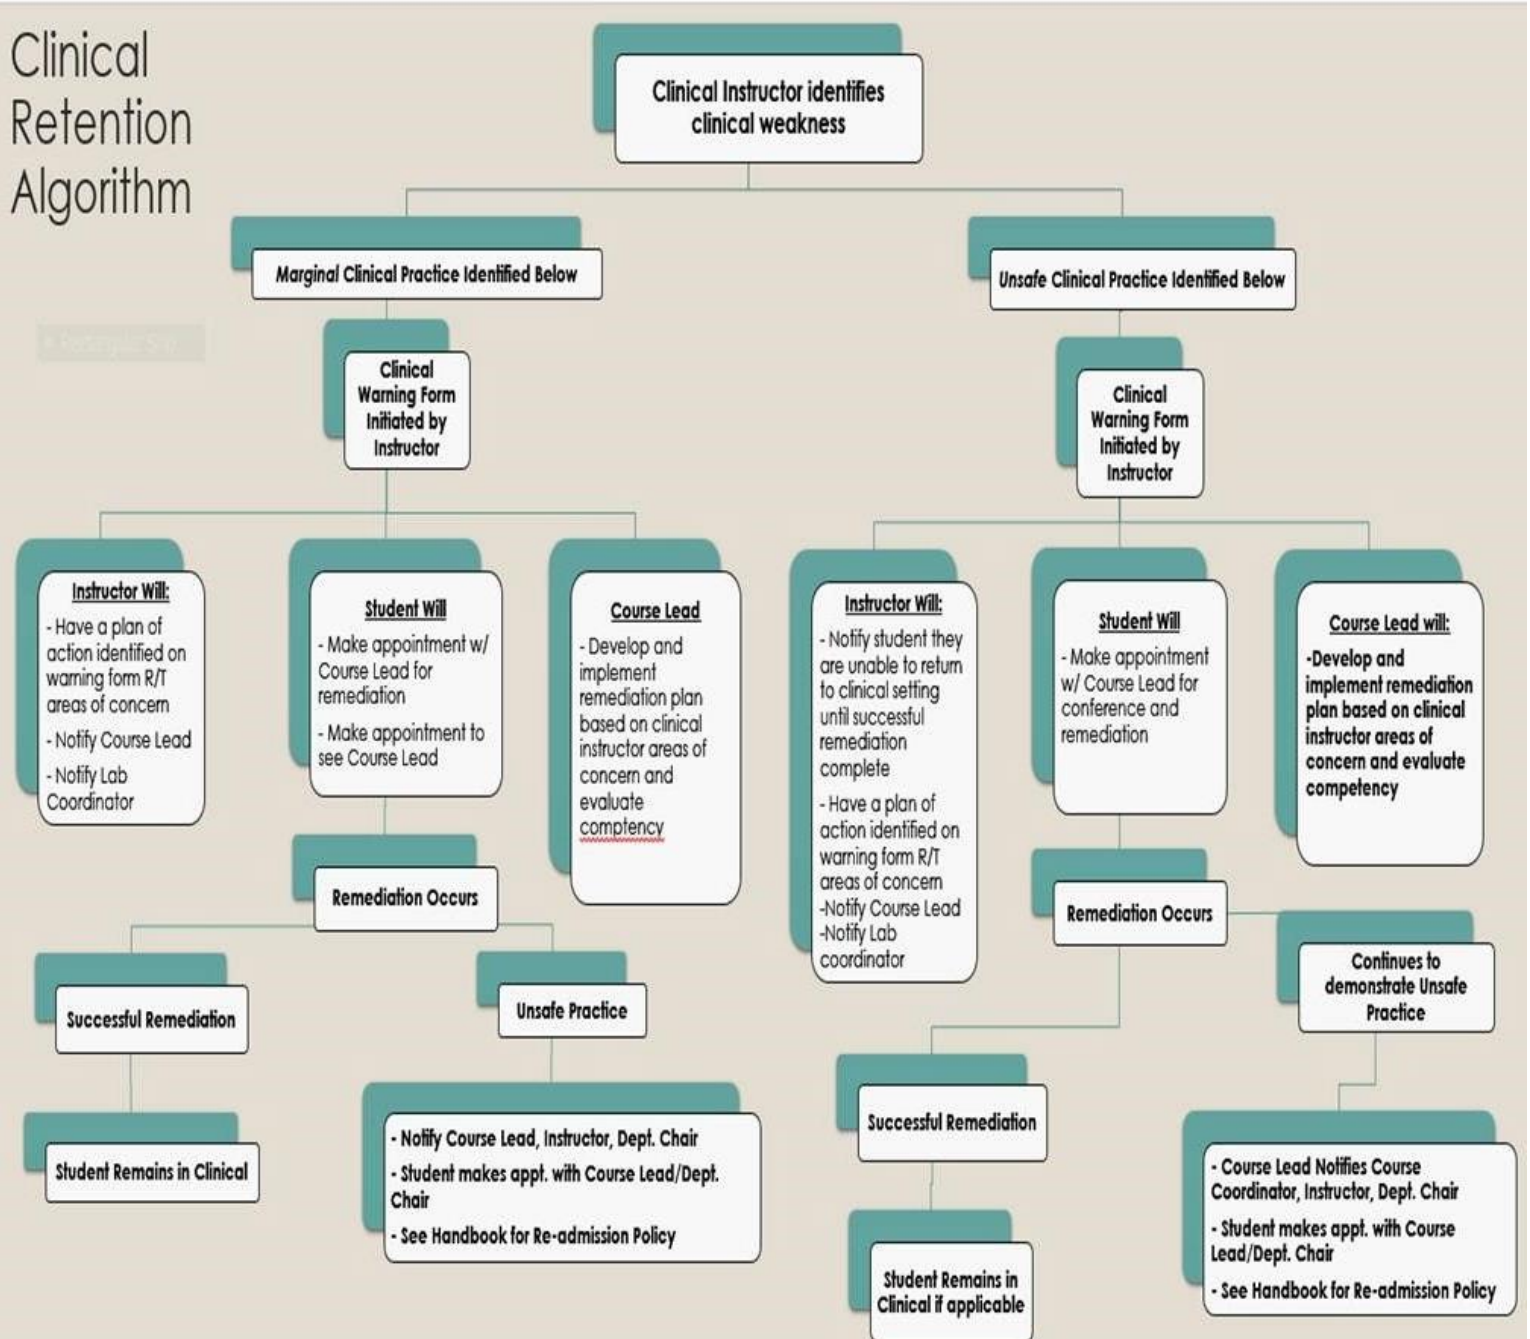 Clinical
Retention
Algorithm
Clinical Instructor identifies
clinical weakness
Marginal Clinical Practice Identified Below
Unsafe Clinical Practice Identified Below
Clinical
Warning Form
Initiated by
Instructor
Clinical
Warning Form
Initiated by
Instructor
Instructor Will:
- Have a plan of
action identified on
warning form R/T
areas of concern
- Notify Course Lead
- Notify Lab
Coordinator
Student Will
- Make appointment w/
Course Lead for
remediation
- Make appointment to
see Course Lead
Course Lead
- Develop and
implement
remediation plan
based on clinical
instructor areas of
concern and
evaluate
comptency
Instructor Will:
- Notify student they
are unable to return
to clinical setting
until successful
remediation
complete
- Have a plan of
action identified on
warning form R/T
areas of concern
-Notify Course Lead
-Notify Lab
coordinator
Student Will
- Make appointment
w/ Course Lead for
conference and
remediation
Course Lead will:
-Develop and
implement remediation
plan based on clinical
instructor areas of
concern and evaluate
competency
Remediation Occurs
Remediation Occurs
Successful Remediation
Unsafe Practice
Continues to
demonstrate Unsafe
Practice
Student Remains in Clinical
- Notify Course Lead, Instructor, Dept. Chair
- Student makes appt. with Course Lead/Dept.
Chair
- See Handbook for Re-admission Policy
Successful Remediation
Student Remains in
Clinical if applicable
- Course Lead Notifies Course
Coordinator, Instructor, Dept. Chair
- Student makes appt. with Course
Lead/Dept. Chair
- See Handbook for Re-admission Policy